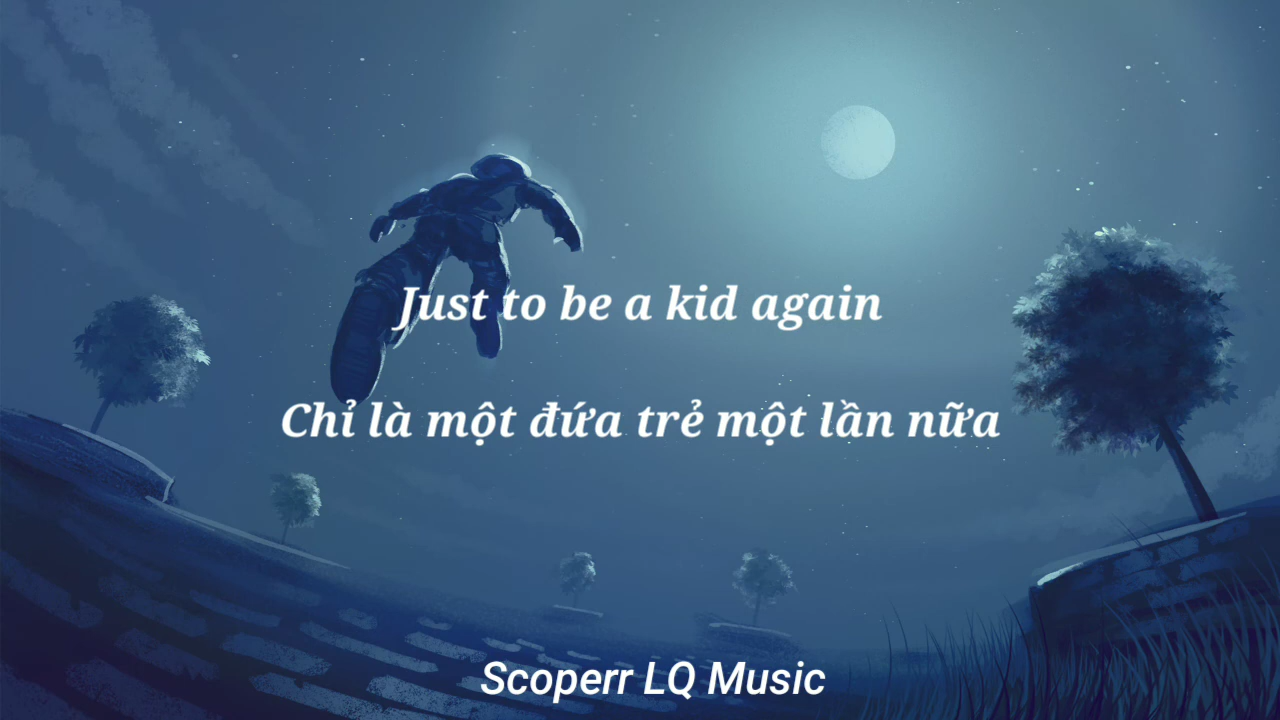 Just to be a kid again
Chỉ là một đứa trẻ một lần nữa
Scoperr LQ Music